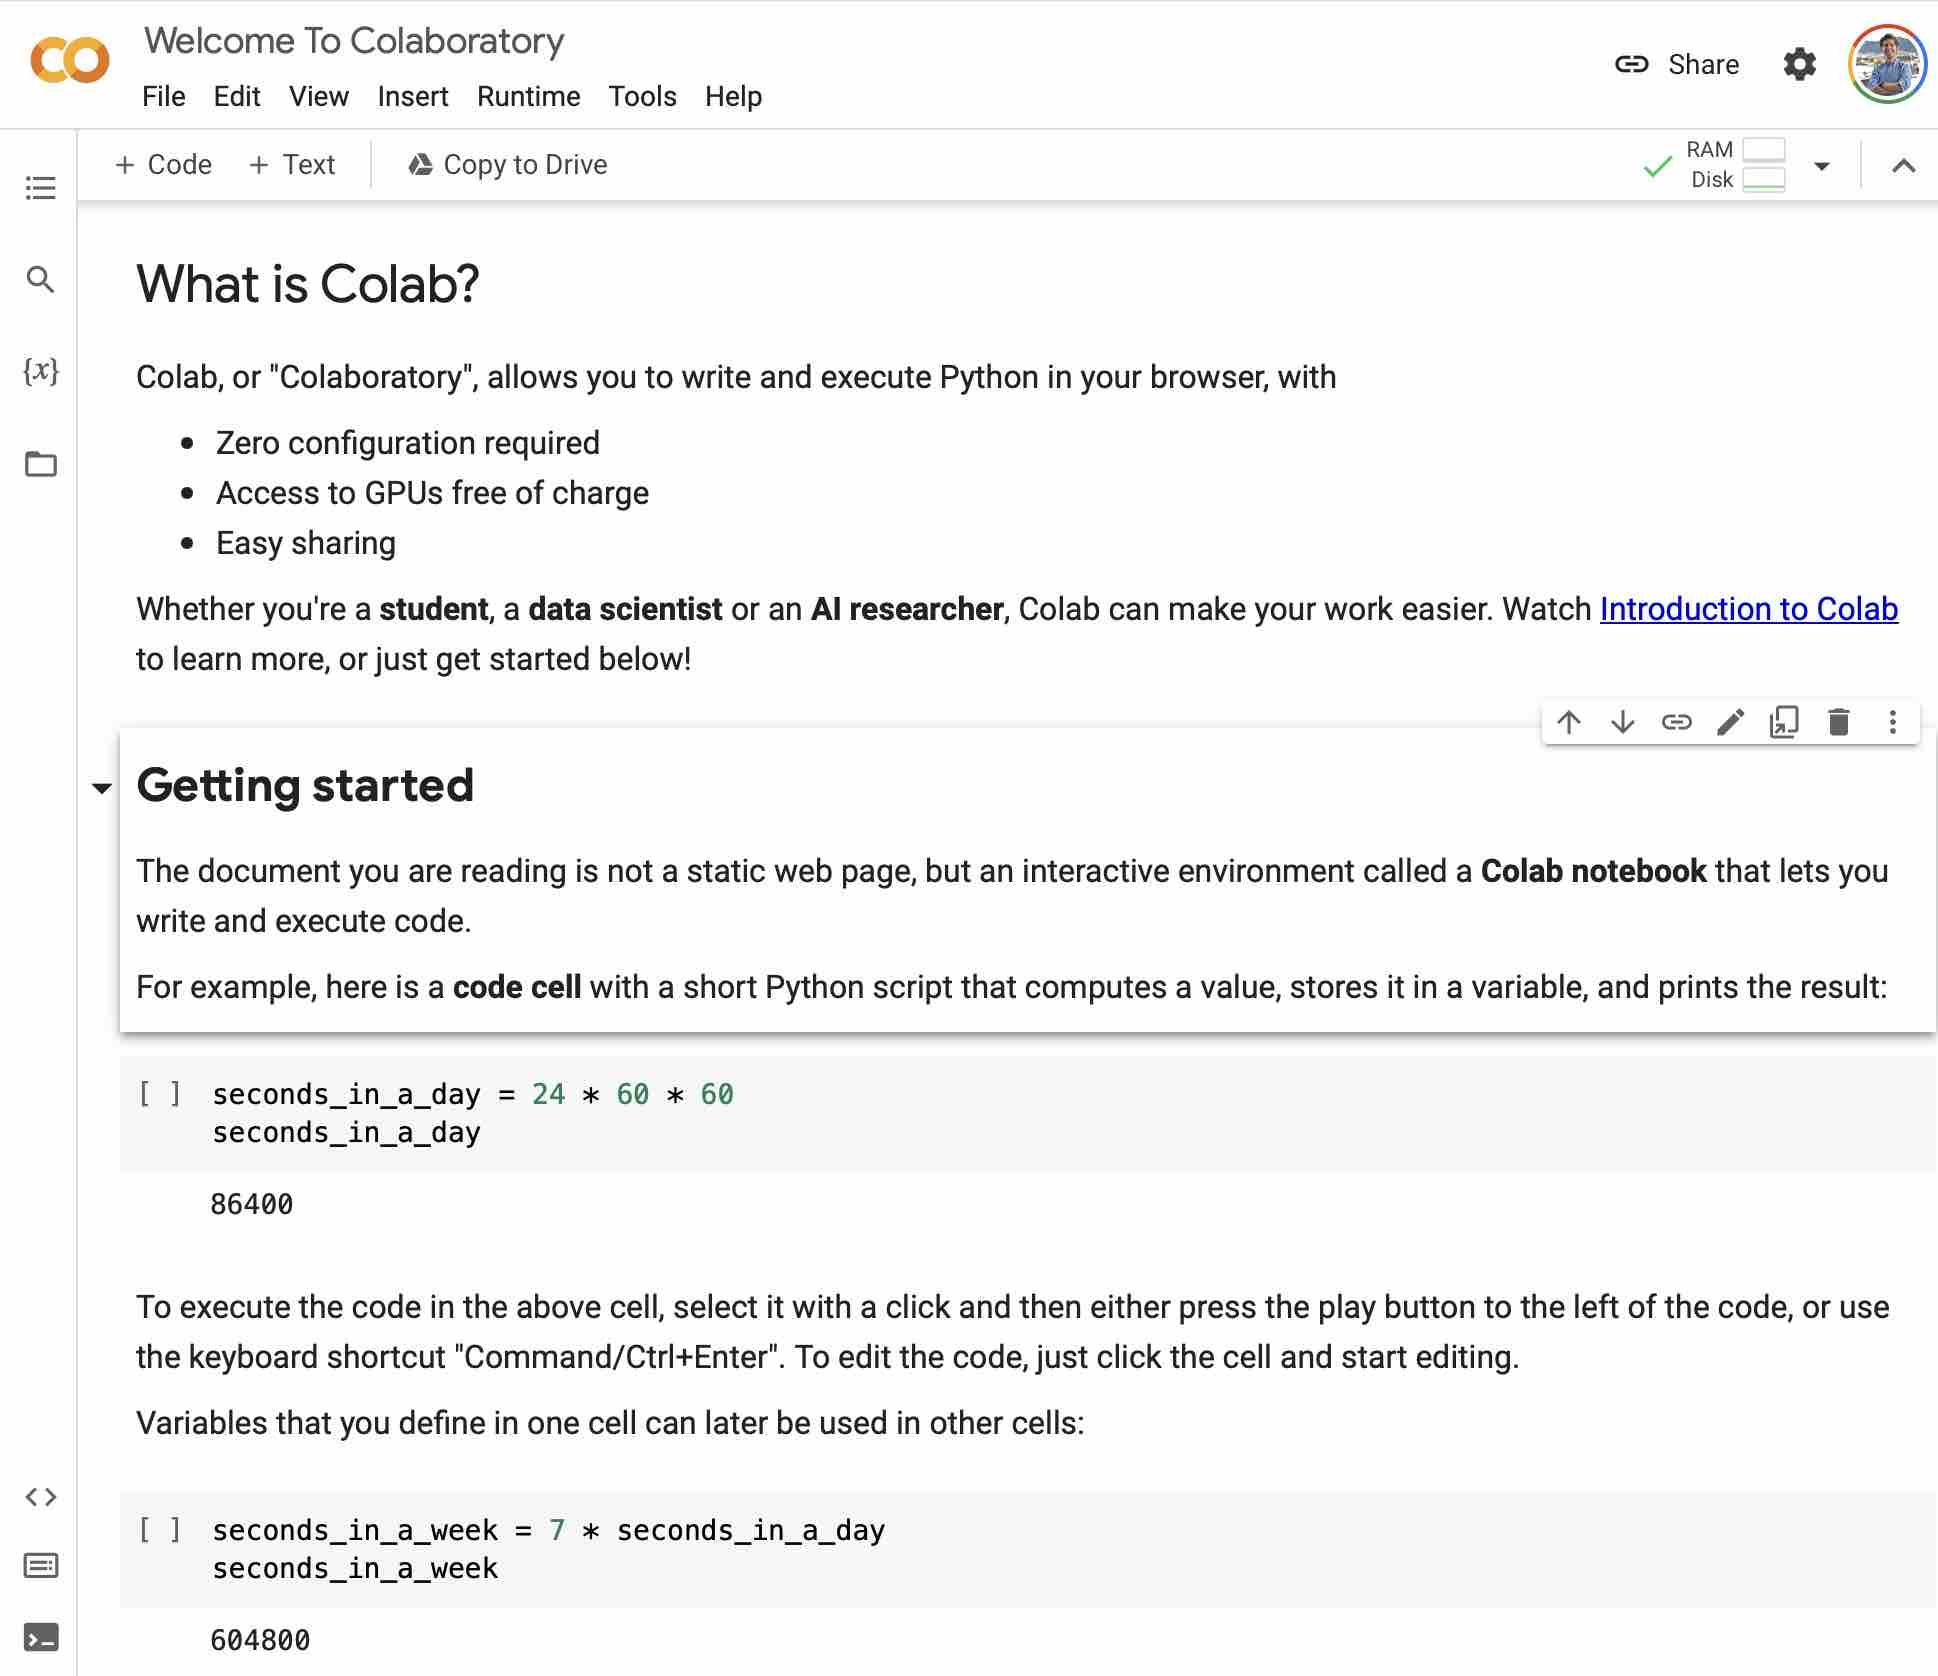 Welcome To Colaboratory
File Edit View Insert Runtime Tools Help
Share
+ Code + Text Copy to Drive
RAM
Disk
{x}
What is Colab?
Colab, or "Colaboratory", allows you to write and execute Python in your browser, with
• Zero configuration required
• Access to GPUs free of charge
• Easy sharing
Whether you're a student, a data scientist or an AI researcher, Colab can make your work easier. Watch Introduction to Colab
to learn more, or just get started below!
Getting started
The document you are reading is not a static web page, but an interactive environment called a Colab notebook that lets you
write and execute code.
For example, here is a code cell with a short Python script that computes a value, stores it in a variable, and prints the result:
[ ] seconds_in_a_day = 24 * 60 * 60
seconds_in_a_day
86400
To execute the code in the above cell, select it with a click and then either press the play button to the left of the code, or use
the keyboard shortcut "Command/Ctrl+Enter". To edit the code, just click the cell and start editing.
Variables that you define in one cell can later be used in other cells:
[ ] seconds_in_a_week = 7 * seconds_in_a_day
seconds_in_a_week
604800